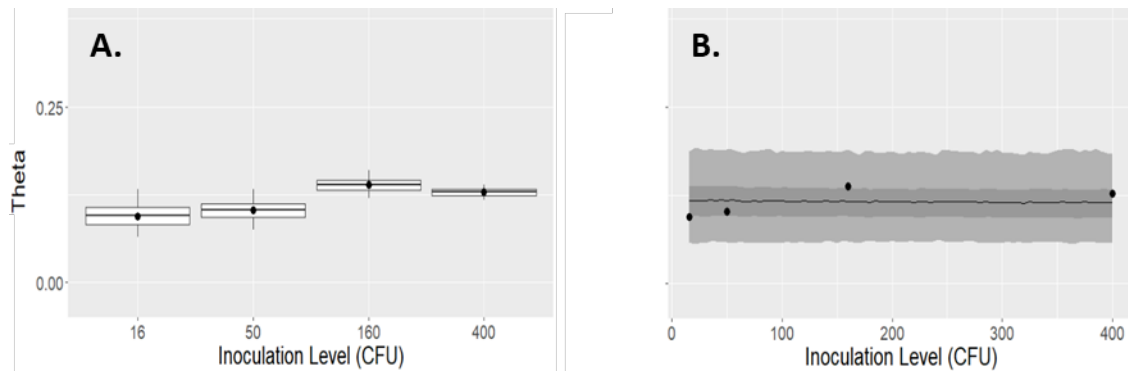 A.
0.25
0.00
Theta
16 50 160 400
Inoculation Level (CFU)
B.
0 100 200 300 400
Inoculation Level (CFU)